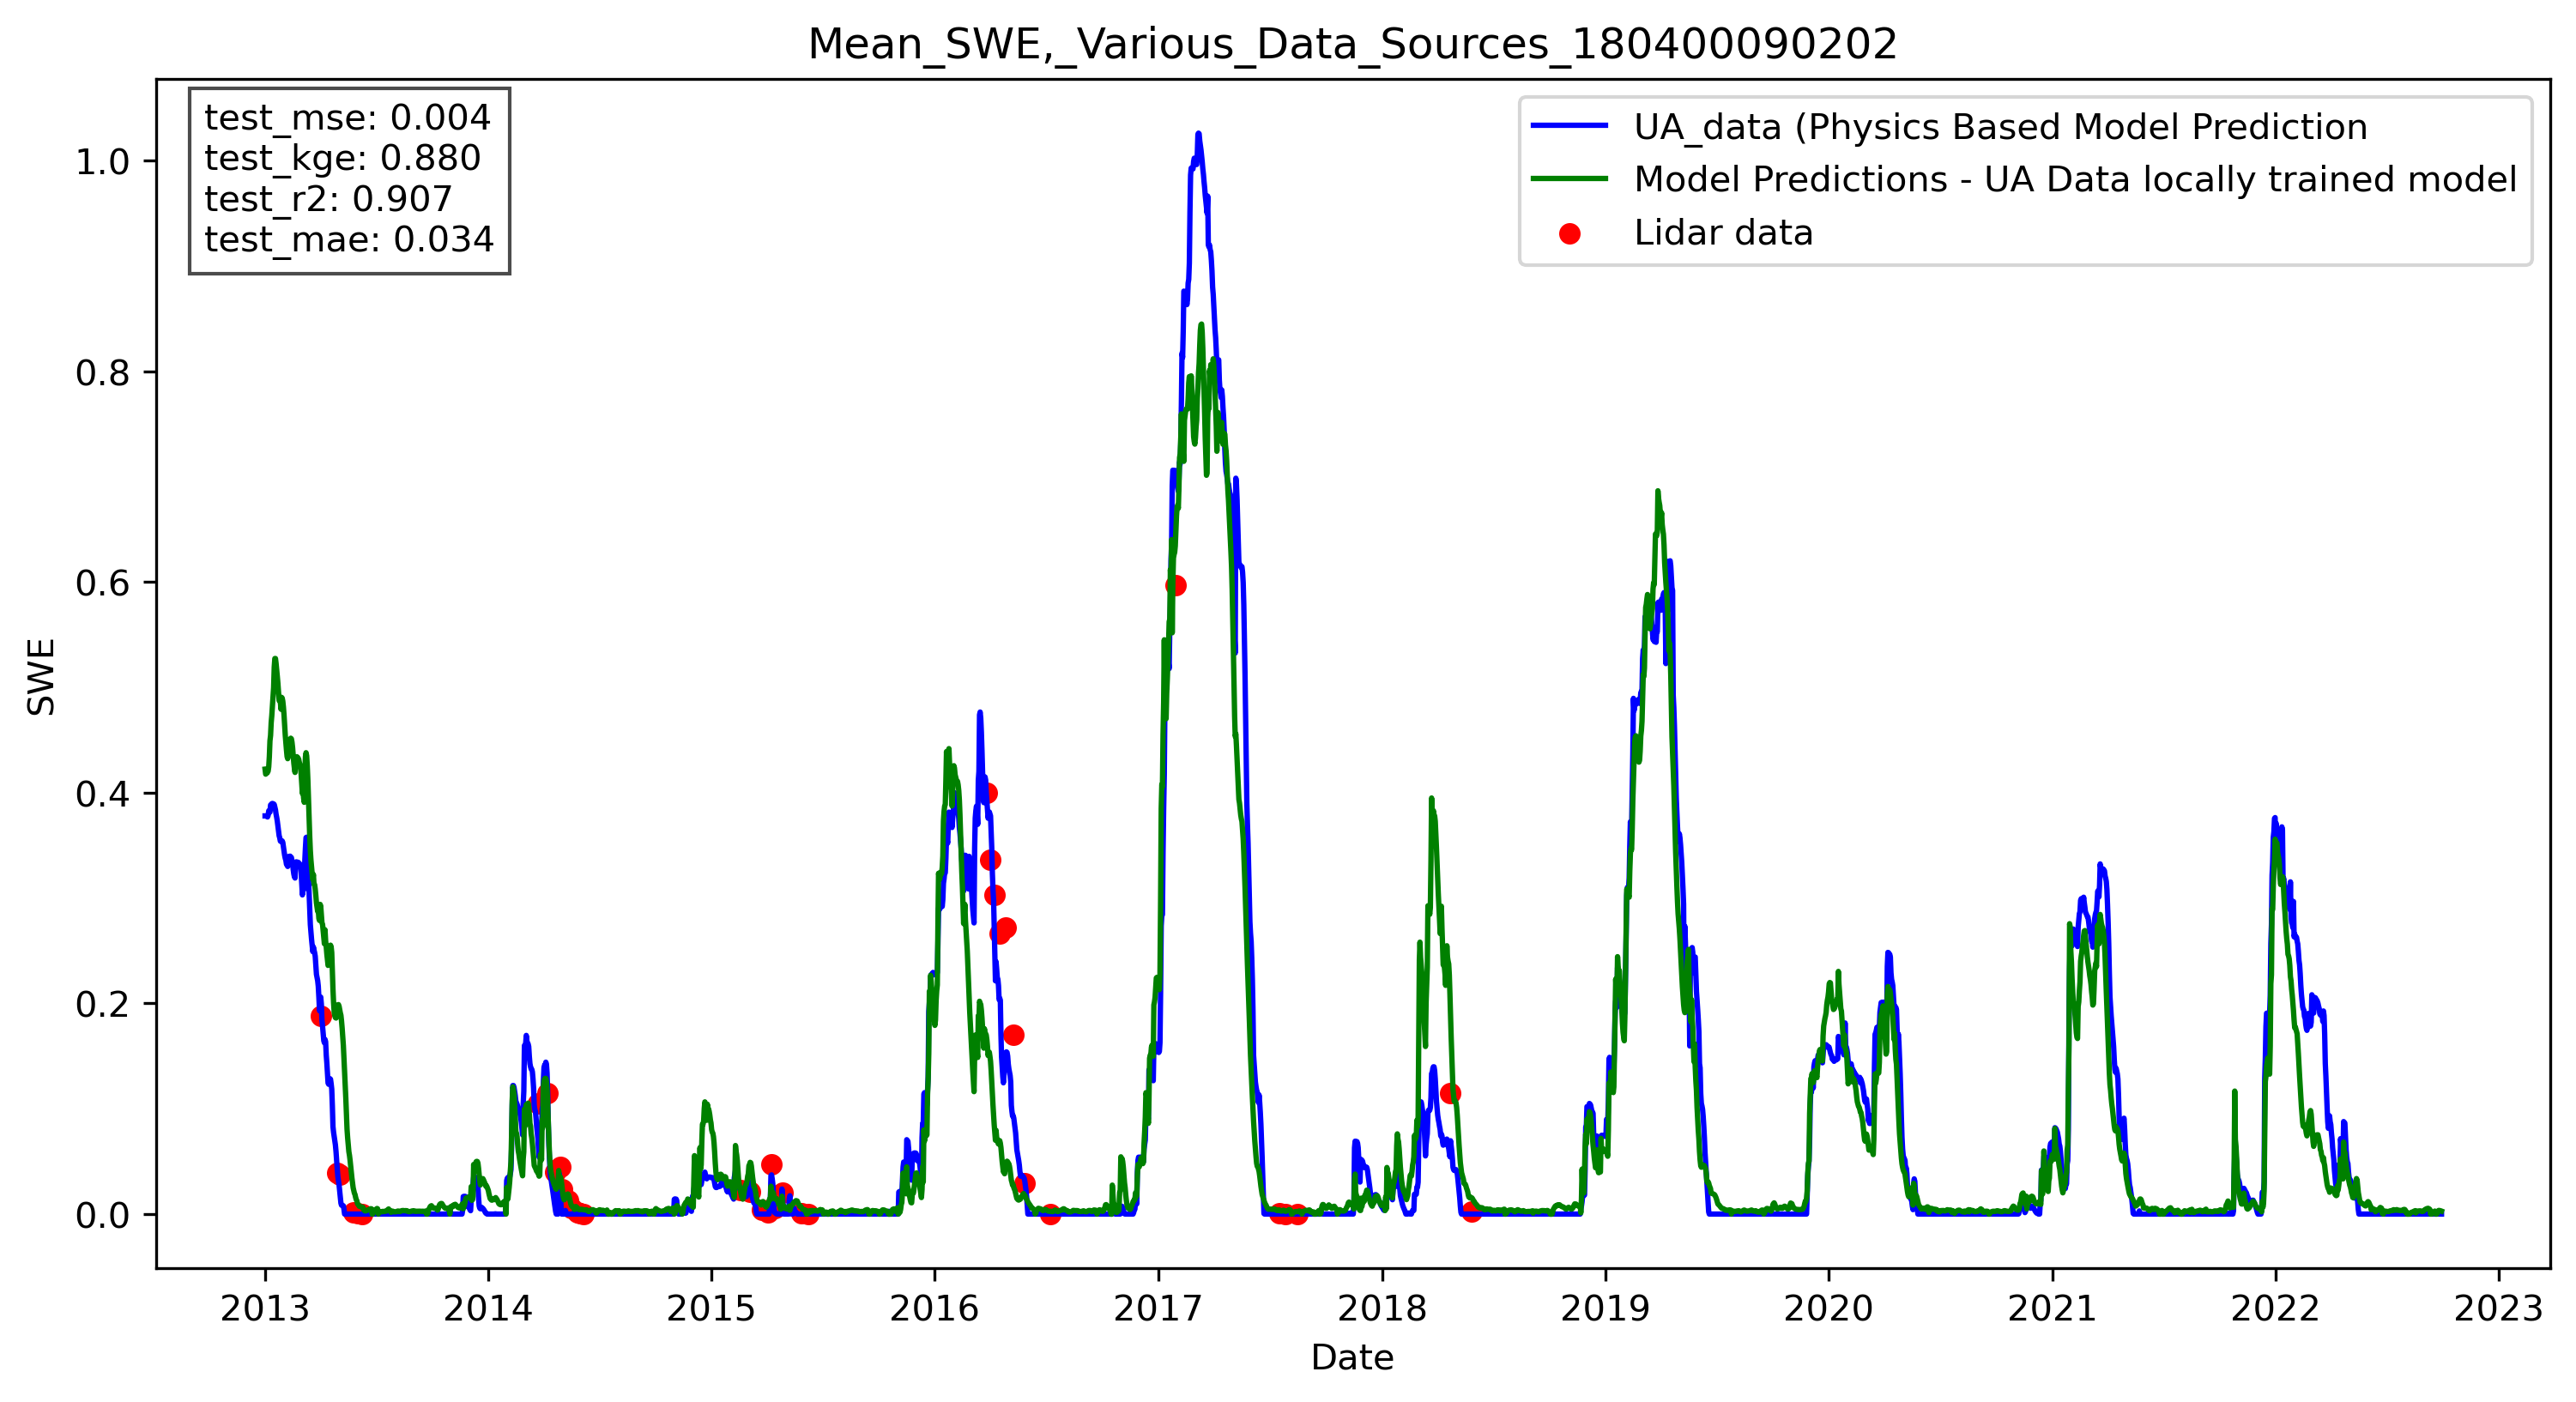 Mean_SWE,_Various_Data_Sources_180400090202
test_mse: 0.004
test_kge: 0.880
test_r2: 0.907
test_mae: 0.034
UA_data (Physics Based Model Prediction
Model Predictions - UA Data locally trained model
Lidar data
1.0
0.8
0.6
0.4
0.2
0.0
SWE
2013 2014 2015 2016 2017 2018 2019 2020 2021 2022 2023
Date